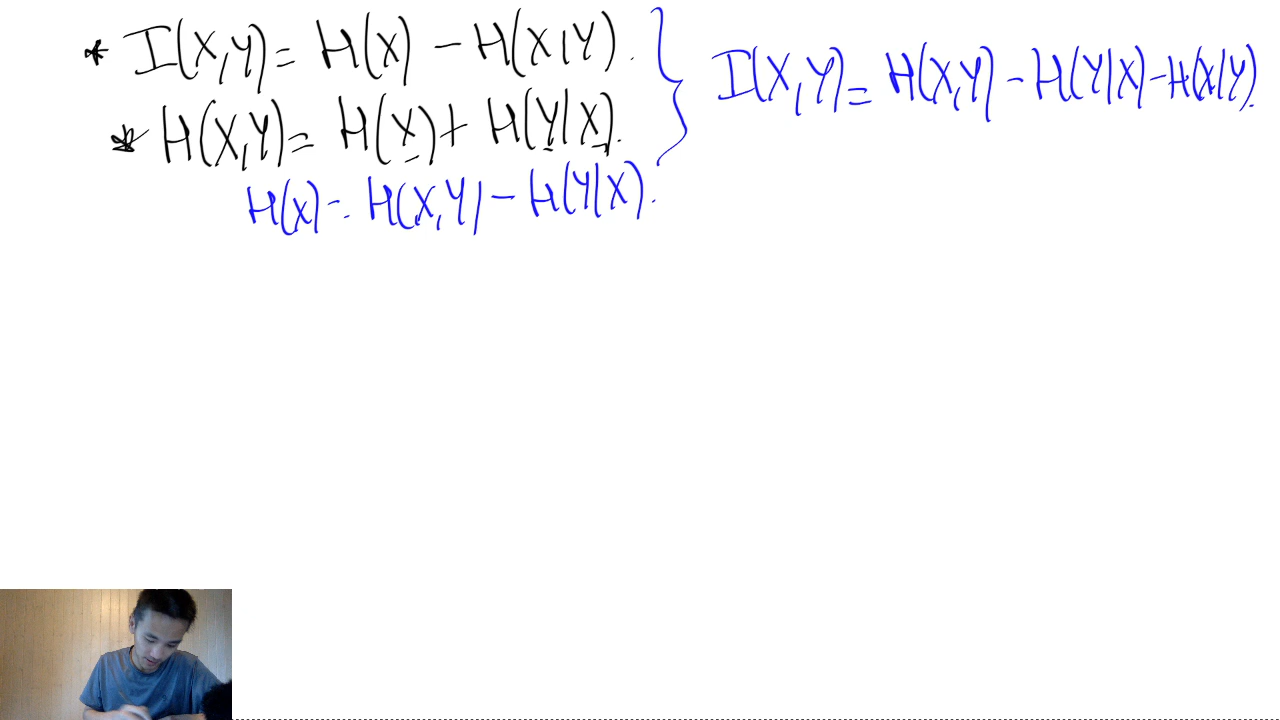 * I(X,Y) = H(X) - H(X|Y).
* H(X,Y) = H(X) + H(Y|X).
H(X) = H(X,Y) - H(Y|X).
I(X,Y) = H(X,Y) - H(Y|X) - H(X|Y).